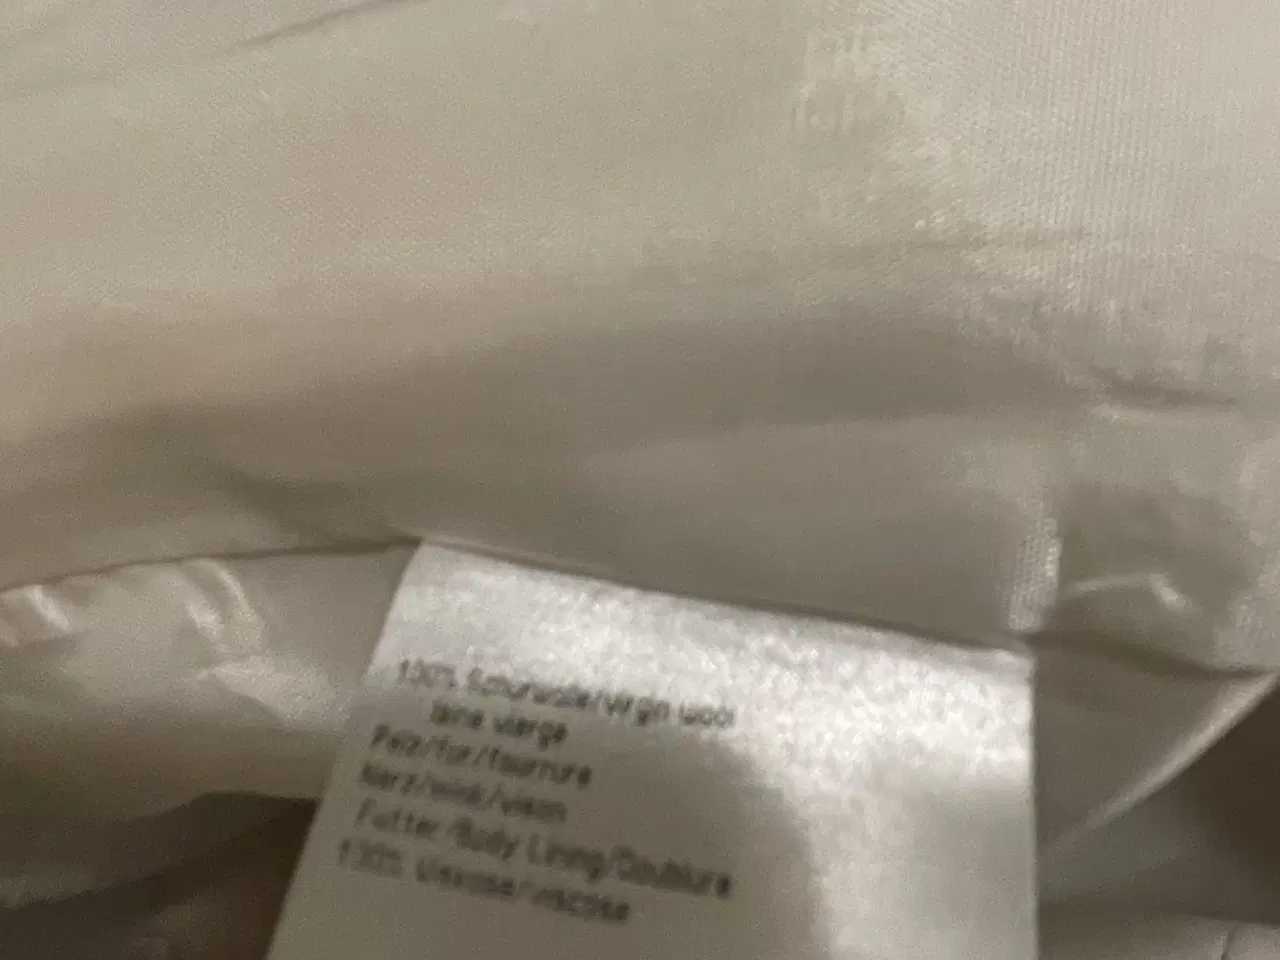 100% Schurwolle/virgin wool
laine vierge
Pelz/fur/fourrure
Nerz/mink/vison
Futter/Body Lining/Doublure
100% Viskose/viscose